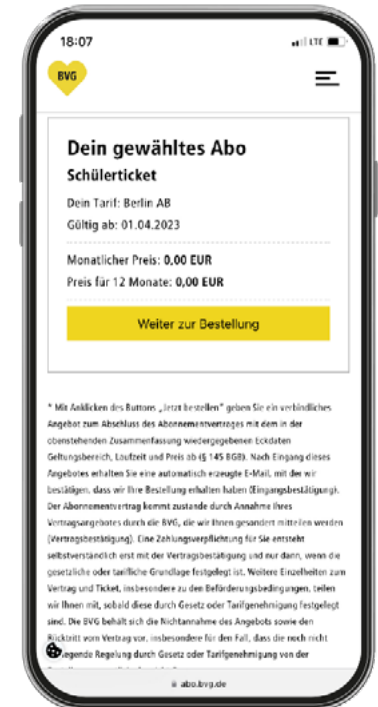 18:07
LTE
BVG
Dein gewähltes Abo
Schülerticket
Dein Tarif: Berlin AB
Gültig ab: 01.04.2023
Monatlicher Preis: 0,00 EUR
Preis für 12 Monate: 0,00 EUR
Weiter zur Bestellung
* Mit Anklicken des Buttons „Jetzt bestellen“ geben Sie ein verbindliches
Angebot zum Abschluss des Abonnementvertrages mit dem in der
obenstehenden Zusammenfassung wiedergegebenen Eckdaten
Geltungsbereich, Laufzeit und Preis ab (§ 145 BGB). Nach Eingang dieses
Angebotes erhalten Sie eine automatisch erzeugte E-Mail, mit der wir
bestätigen, dass wir Ihre Bestellung erhalten haben (Eingangsbestätigung).
Der Abonnementvertrag kommt zustande durch Annahme Ihres
Vertragsangebotes durch die BVG, die wir Ihnen gesondert mitteilen werden
(Vertragsbestätigung). Eine Zahlungsverpflichtung für Sie entsteht
selbstverständlich erst mit der Vertragsbestätigung und nur dann, wenn die
gesetzliche oder tarifliche Grundlage festgelegt ist. Weitere Einzelheiten zum
Vertrag und Ticket, insbesondere zu den Beförderungsbedingungen, teilen
wir Ihnen mit, sobald diese durch Gesetz oder Tarifgenehmigung festgelegt
sind. Die BVG behält sich die Nichtannahme des Angebots sowie den
Rücktritt vom Vertrag vor, insbesondere für den Fall, dass die noch nicht
egende Regelung durch Gesetz oder Tarifgenehmigung von der
abo.bvg.de